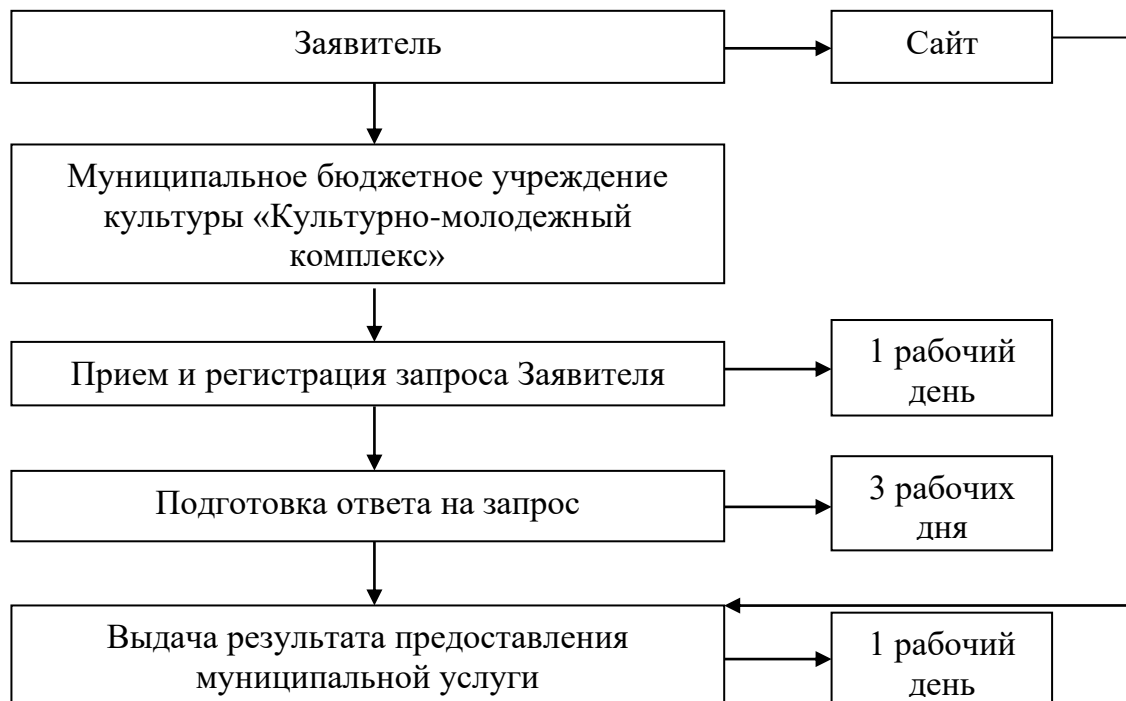 Заявитель
Сайт
Муниципальное бюджетное учреждение
культуры «Культурно-молодежный
комплекс»
Прием и регистрация запроса Заявителя
1 рабочий
день
Подготовка ответа на запрос
3 рабочих
дня
Выдача результата предоставления
муниципальной услуги
1 рабочий
день